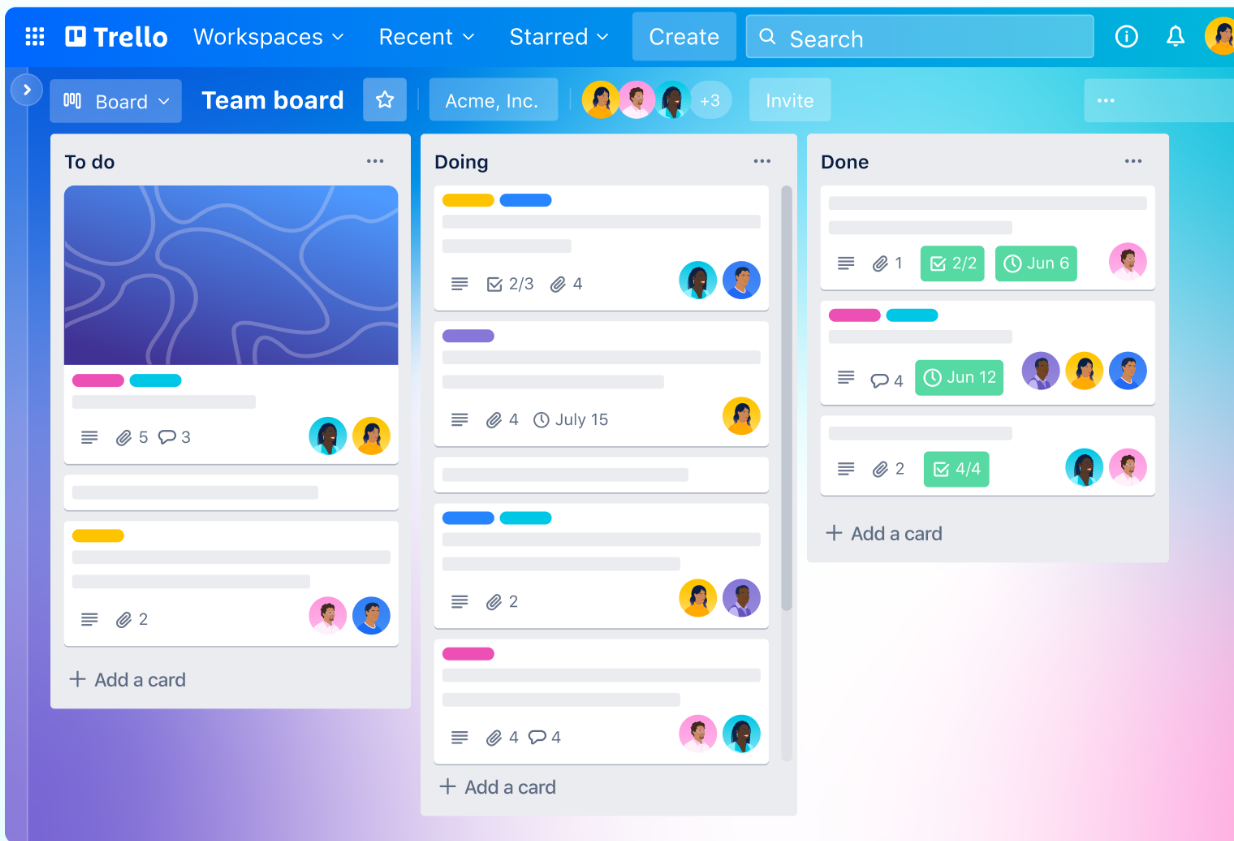 Trello Workspaces Recent Starred Create Search
Board Team board Acme, Inc. +3 Invite
To do
5 3
2
+ Add a card
Doing
2/3 4
4 July 15
2
4 4
+ Add a card
Done
1 2/2 Jun 6
4 Jun 12
2 4/4
+ Add a card